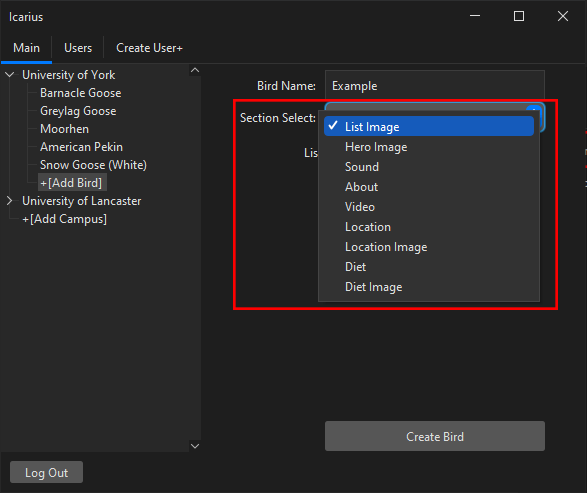 Icarius
Main Users Create User+
University of York
Barnacle Goose
Greylag Goose
Moorhen
American Pekin
Snow Goose (White)
+[Add Bird]
University of Lancaster
+[Add Campus]
Bird Name: Example
Section Select:
List Image
Hero Image
Sound
About
Video
Location
Location Image
Diet
Diet Image
Create Bird
Log Out